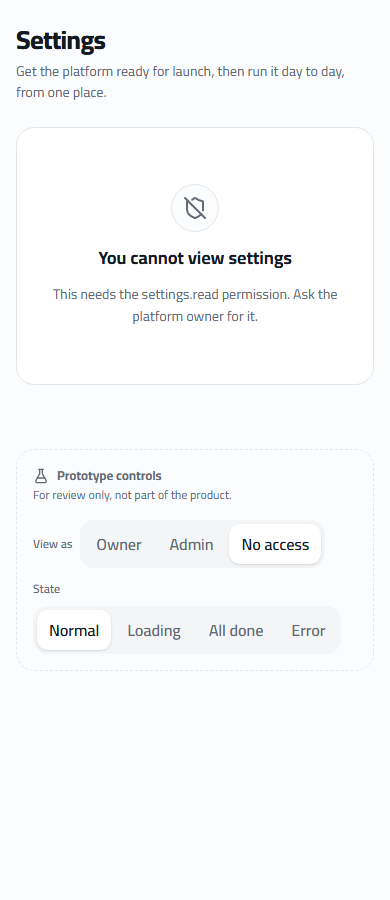 Settings
Get the platform ready for launch, then run it day to day,
from one place.
You cannot view settings
This needs the settings.read permission. Ask the
platform owner for it.
Prototype controls
For review only, not part of the product.
View as Owner Admin No access
State
Normal Loading All done Error